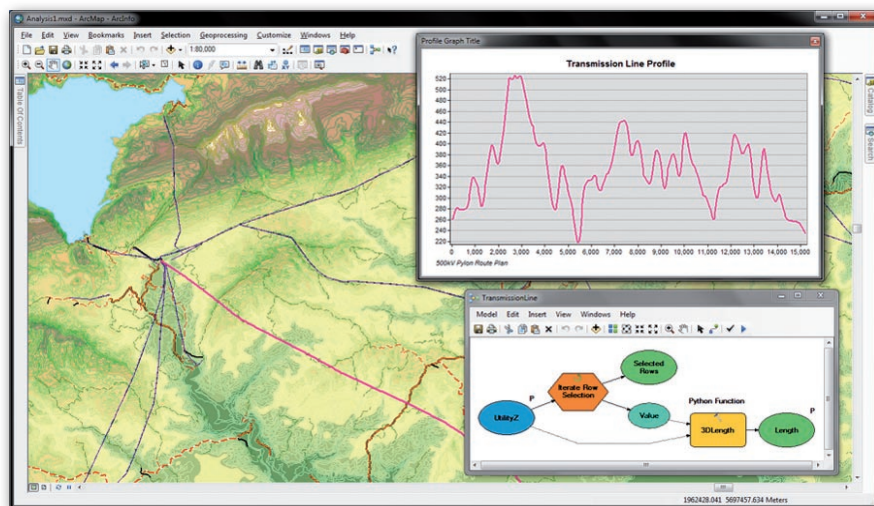 Analysis1.mxd - ArcMap - ArcInfo
File Edit View Bookmarks Insert Selection Geoprocessing Customize Windows Help
1:80,000
Table Of Contents
Catalog
Search
Profile Graph Title
Transmission Line Profile
520
500
480
460
440
420
400
380
360
340
320
300
280
260
240
220
0 1,000 2,000 3,000 4,000 5,000 6,000 7,000 8,000 9,000 10,000 11,000 12,000 13,000 14,000 15,000
500kV Pylon Route Plan
TransmissionLine
Model Edit Insert View Windows Help
Selected
Rows
P
Iterate Row
Selection
UtilityZ
Value
Python Function
3DLength
P
Length
1962428.041 5697457.634 Meters